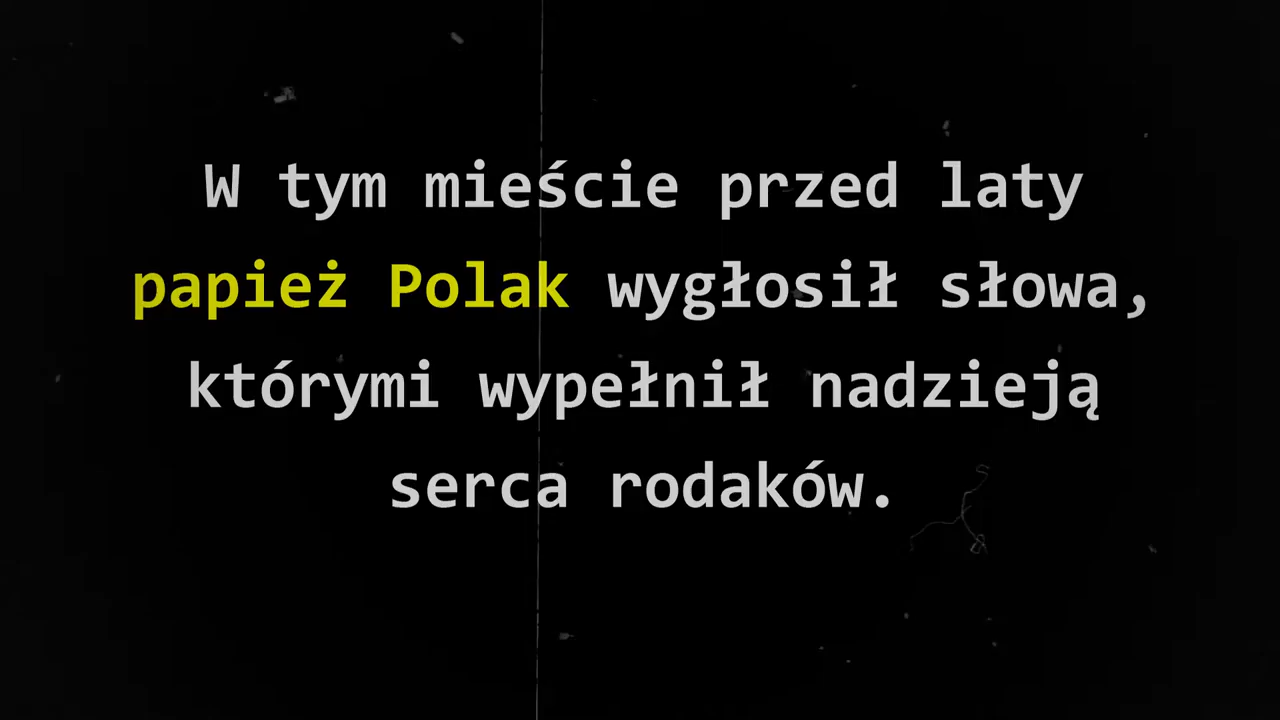 W tym mieście przed laty
papież Polak wygłosił słowa,
którymi wypełnił nadzieją
serca rodaków.